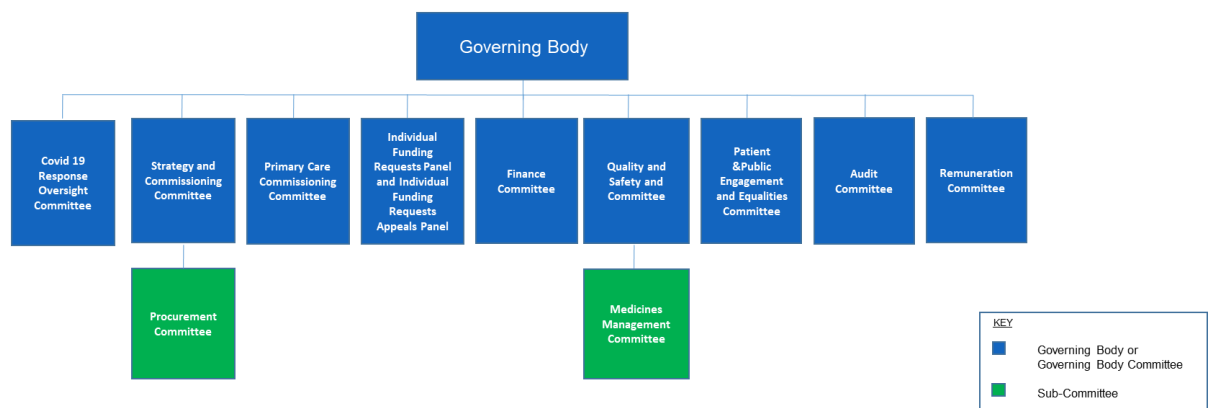 Governing Body
Covid 19
Response
Oversight
Committee
Strategy and
Commissioning
Committee
Primary Care
Commissioning
Committee
Individual
Funding
Requests Panel
and Individual
Funding
Requests
Appeals Panel
Finance
Committee
Quality and
Safety and
Committee
Patient
&Public
Engagement
and Equalities
Committee
Audit
Committee
Remuneration
Committee
Procurement
Committee
Medicines
Management
Committee
KEY
Governing Body or
Governing Body Committee
Sub-Committee